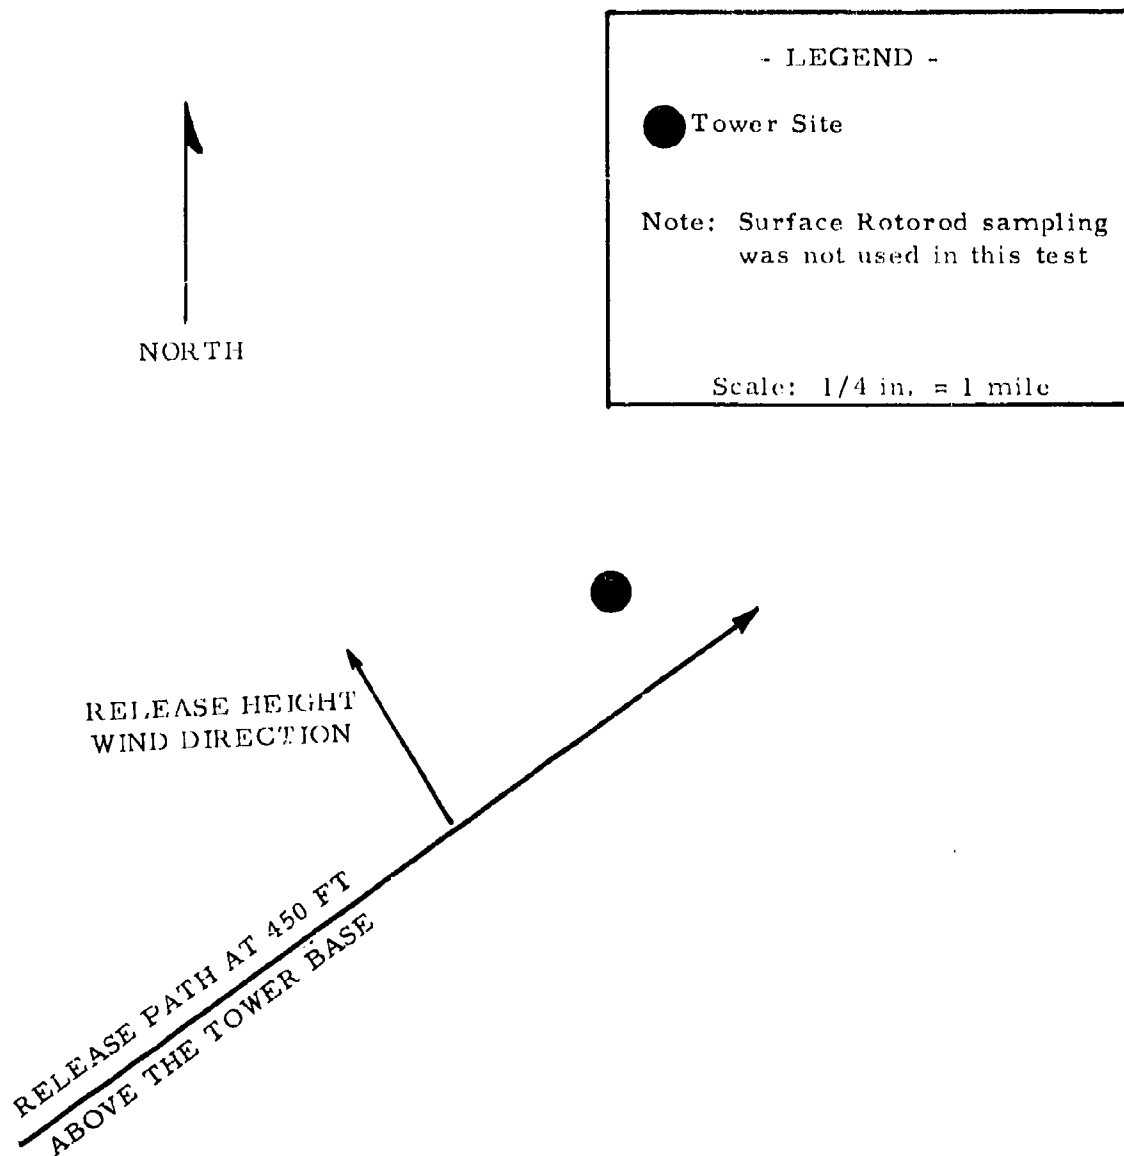 - LEGEND -
Tower Site
Note: Surface Rotorod sampling
was not used in this test
Scale: 1/4 in. = 1 mile
NORTH
RELEASE HEIGHT
WIND DIRECTION
RELEASE PATH AT 450 FT
ABOVE THE TOWER BASE